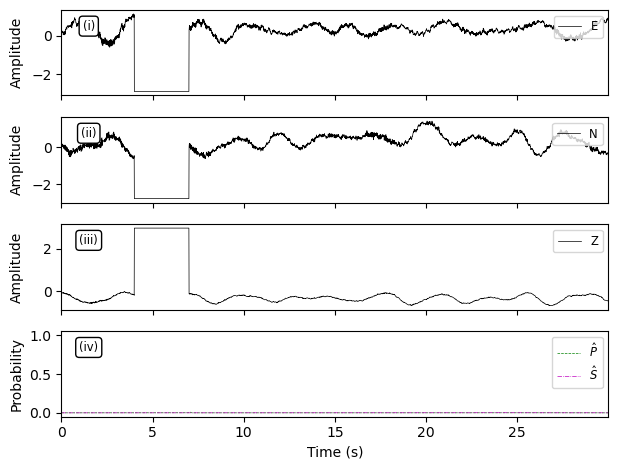 Amplitude
0
−2
(i)
E
Amplitude
0
−2
(ii)
N
Amplitude
2
0
(iii)
Z
Probability
1.0
0.5
0.0
(iv)
P̂
Ŝ
0 5 10 15 20 25
Time (s)